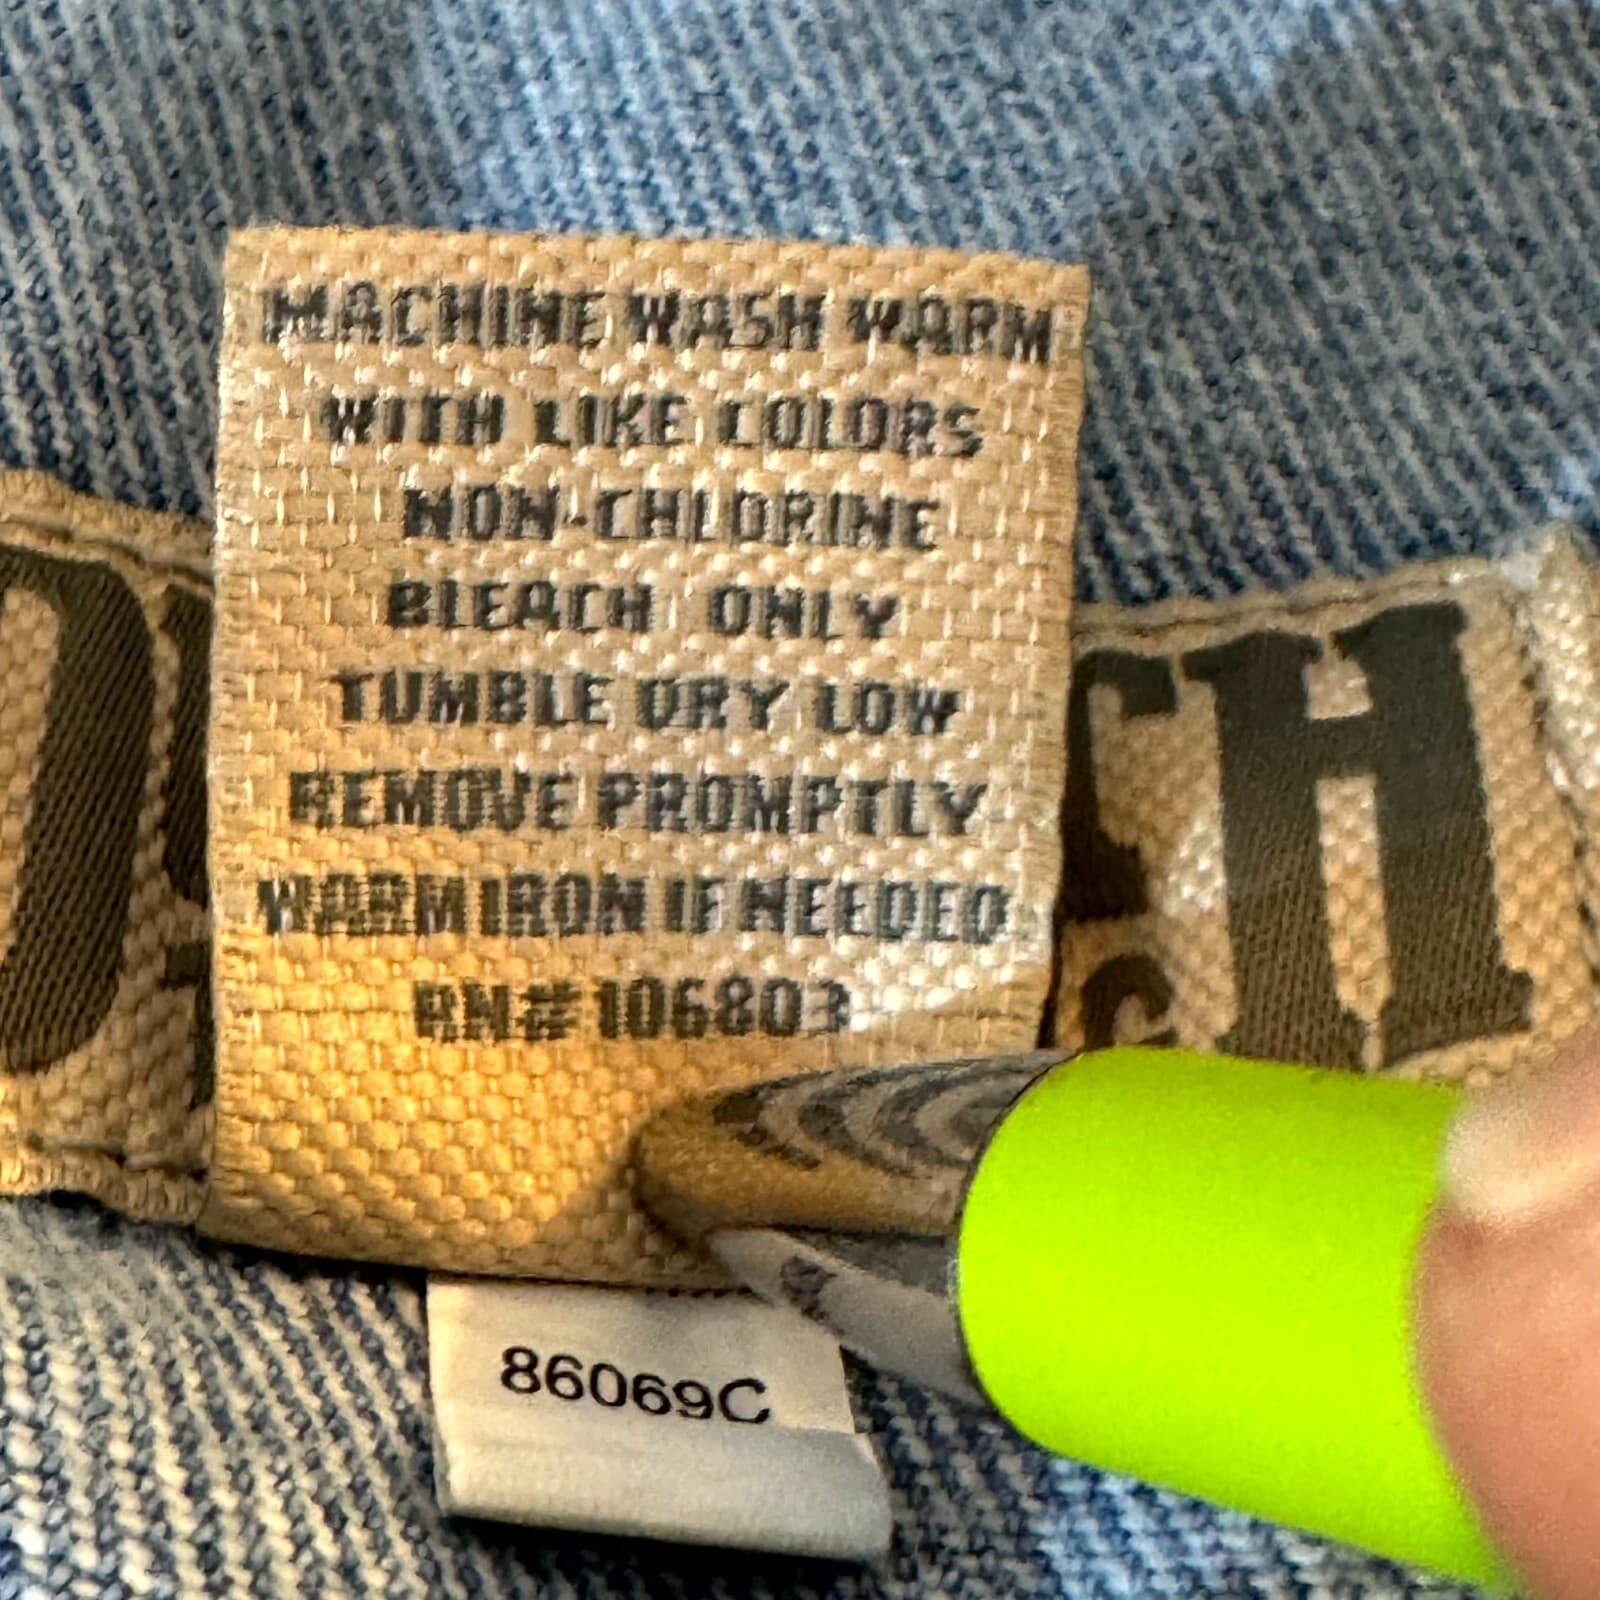 MACHINE WASH WARM
WITH LIKE COLORS
NON-CHLORINE
BLEACH ONLY
TUMBLE DRY LOW
REMOVE PROMPTLY
WARM IRON IF NEEDED
RN# 106803
86069C